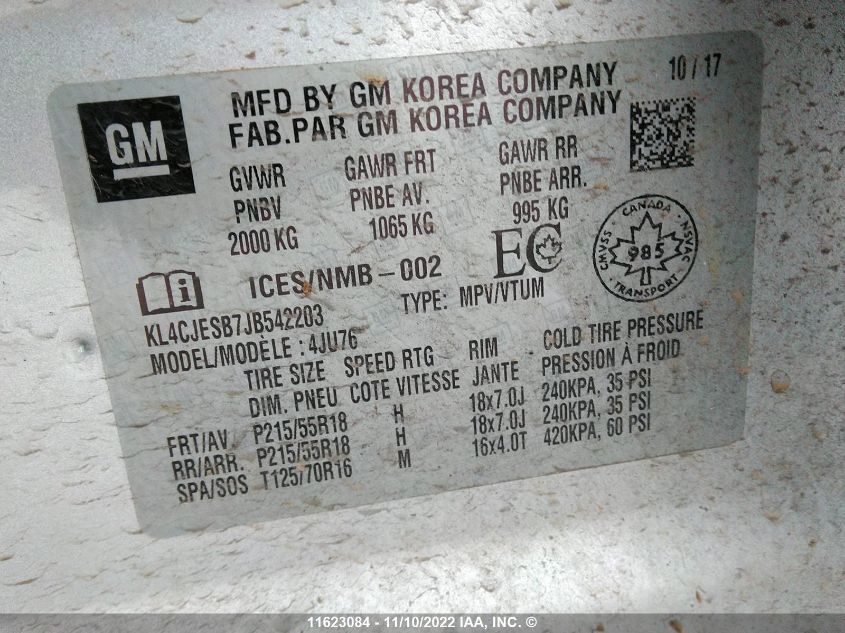 GM
MFD BY GM KOREA COMPANY 10/17
FAB.PAR GM KOREA COMPANY
GVWR GAWR FRT GAWR RR
PNBV PNBE AV. PNBE ARR.
2000 KG 1065 KG 995 KG
ICES/NMB-002 EC
CANADA
CMVSS 985 NSVAC
TRANSPORT
KL4CJESB7JB542203 TYPE: MPV/VTUM
MODEL/MODÈLE: 4JU76
TIRE SIZE SPEED RTG RIM COLD TIRE PRESSURE
DIM. PNEU COTE VITESSE JANTE PRESSION À FROID
FRT/AV. P215/55R18 H 18x7.0J 240KPA, 35 PSI
RR/ARR. P215/55R18 H 18x7.0J 240KPA, 35 PSI
SPA/SOS T125/70R16 M 16x4.0T 420KPA, 60 PSI
11623084 - 11/10/2022 IAA, INC. ©